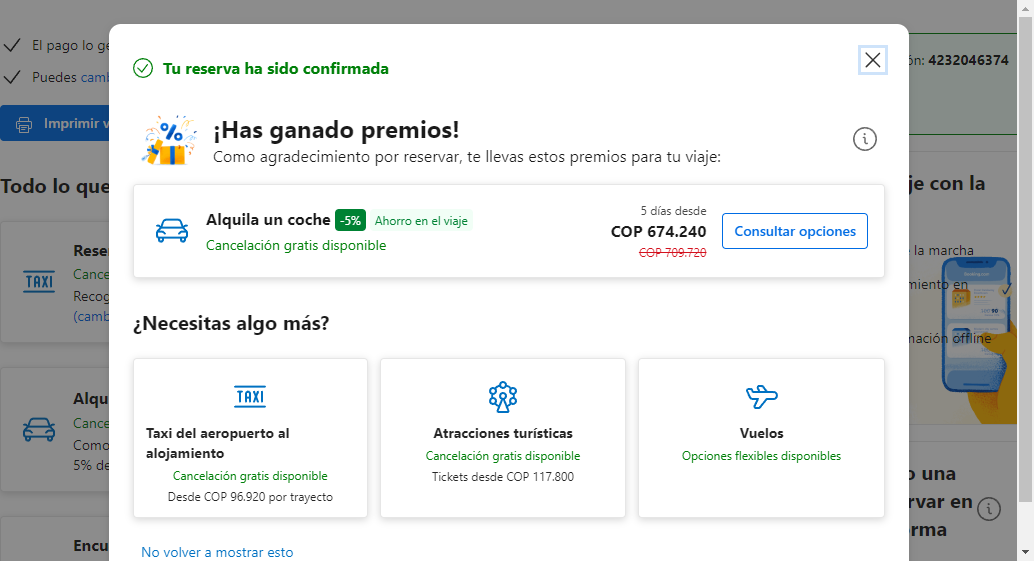 El pago lo ge
Puedes camb
Imprimir v
Todo lo que
Rese
Cance
TAXI
Recog
(camb
Alqu
Cance
Como
5% de
Encu
Tu reserva ha sido confirmada
¡Has ganado premios!
Como agradecimiento por reservar, te llevas estos premios para tu viaje:
Alquila un coche -5% Ahorro en el viaje
Cancelación gratis disponible
5 días desde
COP 674.240
COP 709.720
Consultar opciones
¿Necesitas algo más?
TAXI
Taxi del aeropuerto al
alojamiento
Cancelación gratis disponible
Desde COP 96.920 por trayecto
Atracciones turísticas
Cancelación gratis disponible
Tickets desde COP 117.800
Vuelos
Opciones flexibles disponibles
No volver a mostrar esto
ón: 4232046374
je con la
la marcha
miento en
mación offline
o una
rvar en
orma